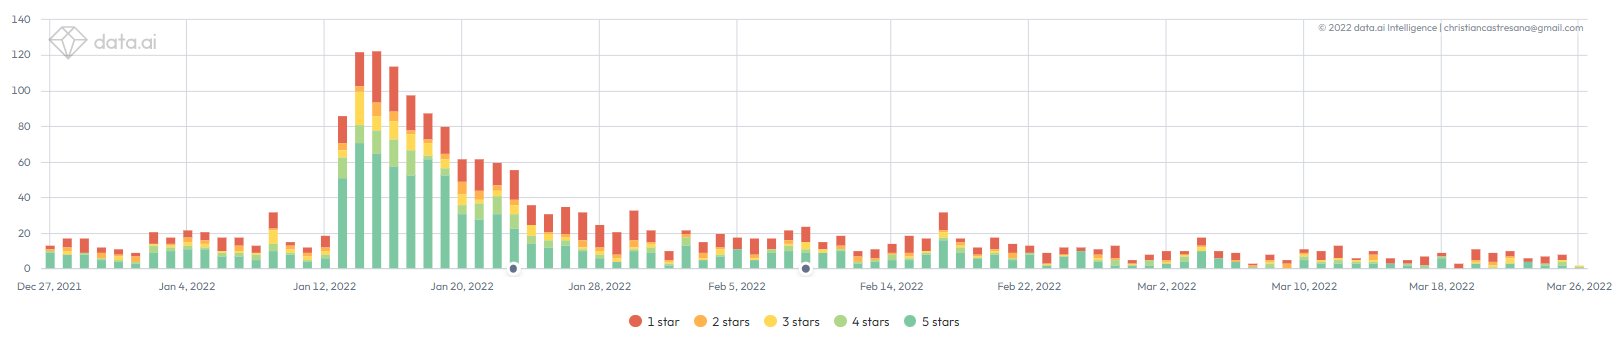 140
© 2022 data.ai Intelligence | christiancastresana@gmail.com
data.ai
120
100
80
60
40
20
0
Dec 27, 2021 Jan 4, 2022 Jan 12, 2022 Jan 20, 2022 Jan 28, 2022 Feb 5, 2022 Feb 14, 2022 Feb 22, 2022 Mar 2, 2022 Mar 10, 2022 Mar 18, 2022 Mar 26, 2022
1 star 2 stars 3 stars 4 stars 5 stars